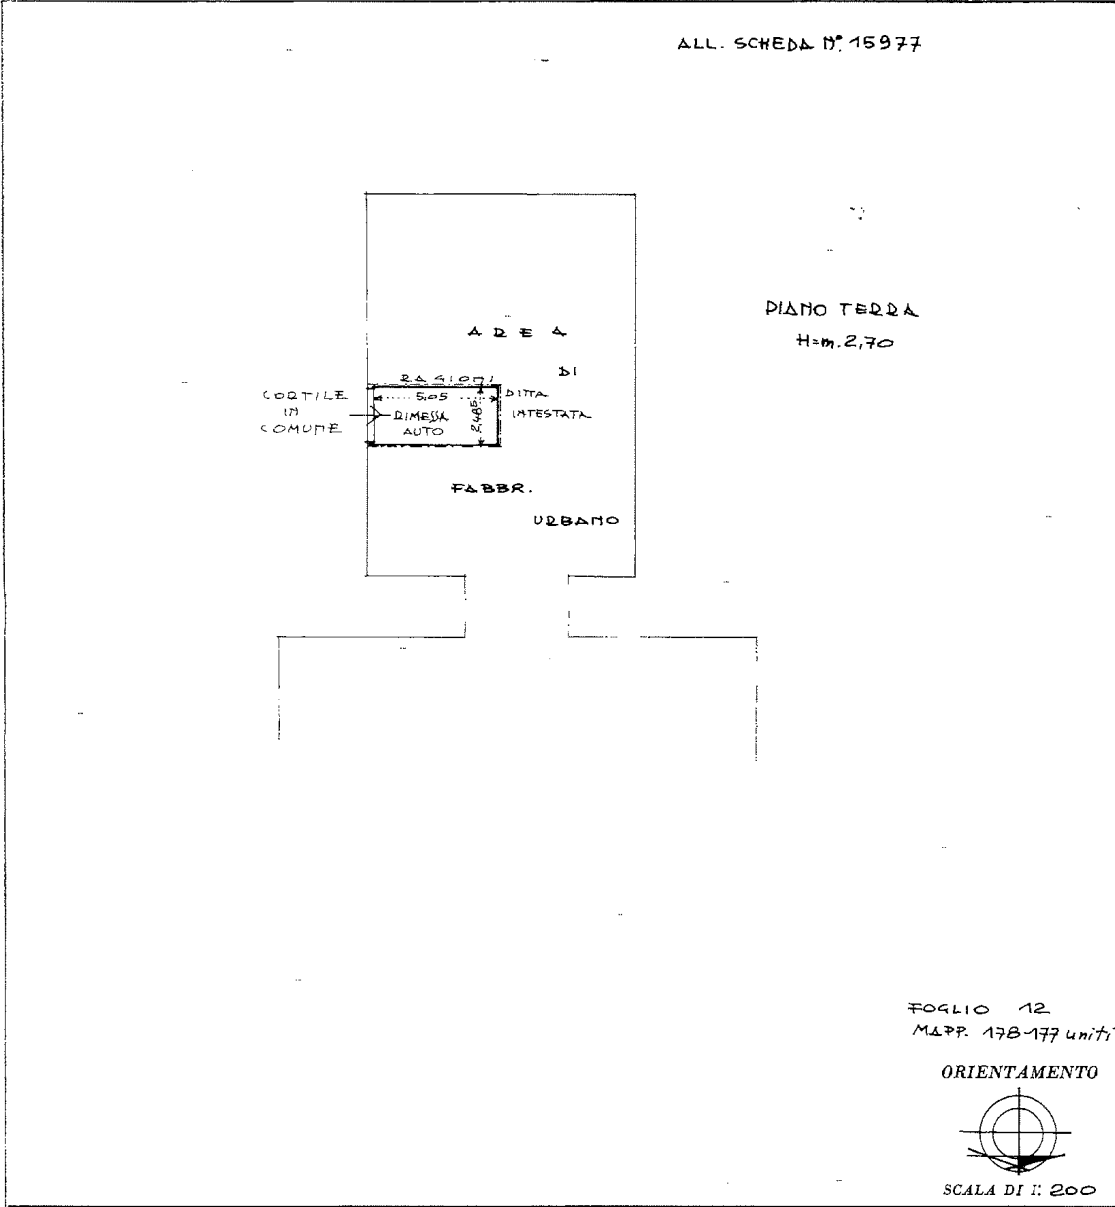 ALL. SCHEDA N° 15977
PIANO TERRA
H=m. 2,70
AREA
DI
RAGIONI
CORTILE
IN
COMUNE
5,05
DIMESSA
AUTO
2,48⁵
DITTA
INTESTATA
FABBR.
URBANO
FOGLIO 12
MAPP. 178-177 uniti
ORIENTAMENTO
SCALA DI 1: 200